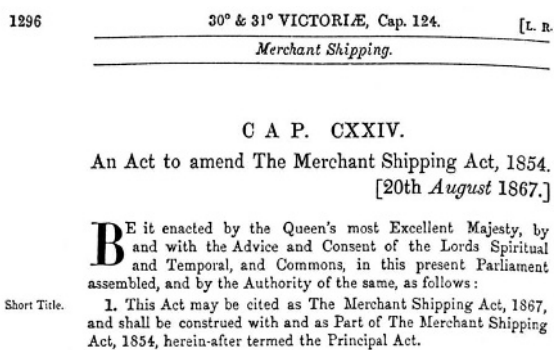 1296 30° & 31° VICTORIÆ, Cap. 124. [L. R.
Merchant Shipping.
CAP. CXXIV.
An Act to amend The Merchant Shipping Act, 1854.
[20th August 1867.]
BE it enacted by the Queen's most Excellent Majesty, by
and with the Advice and Consent of the Lords Spiritual
and Temporal, and Commons, in this present Parliament
assembled, and by the Authority of the same, as follows:
Short Title. 1. This Act may be cited as The Merchant Shipping Act, 1867,
and shall be construed with and as Part of The Merchant Shipping
Act, 1854, herein-after termed the Principal Act.